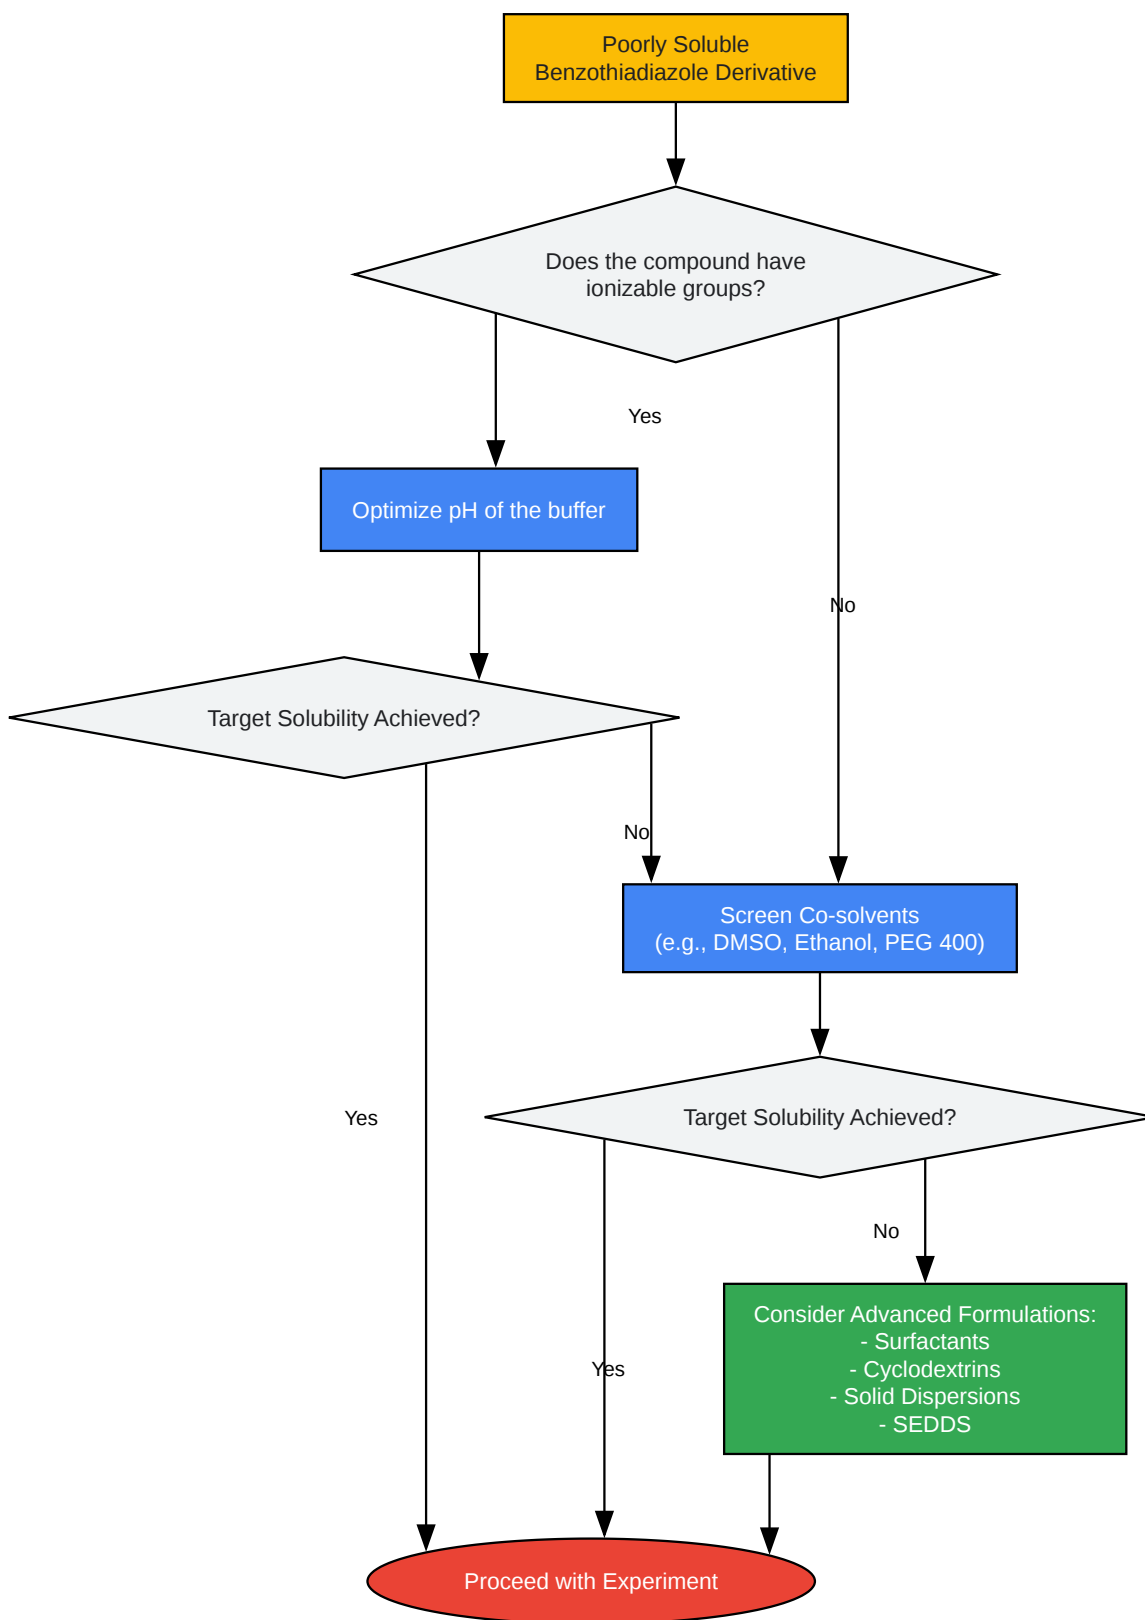 Poorly Soluble
Benzothiadiazole Derivative
Does the compound have
ionizable groups?
Yes
Optimize pH of the buffer
No
Target Solubility Achieved?
No
Screen Co-solvents
(e.g., DMSO, Ethanol, PEG 400)
Yes
Target Solubility Achieved?
No
Consider Advanced Formulations:
- Surfactants
- Cyclodextrins
- Solid Dispersions
- SEDDS
Yes
Proceed with Experiment